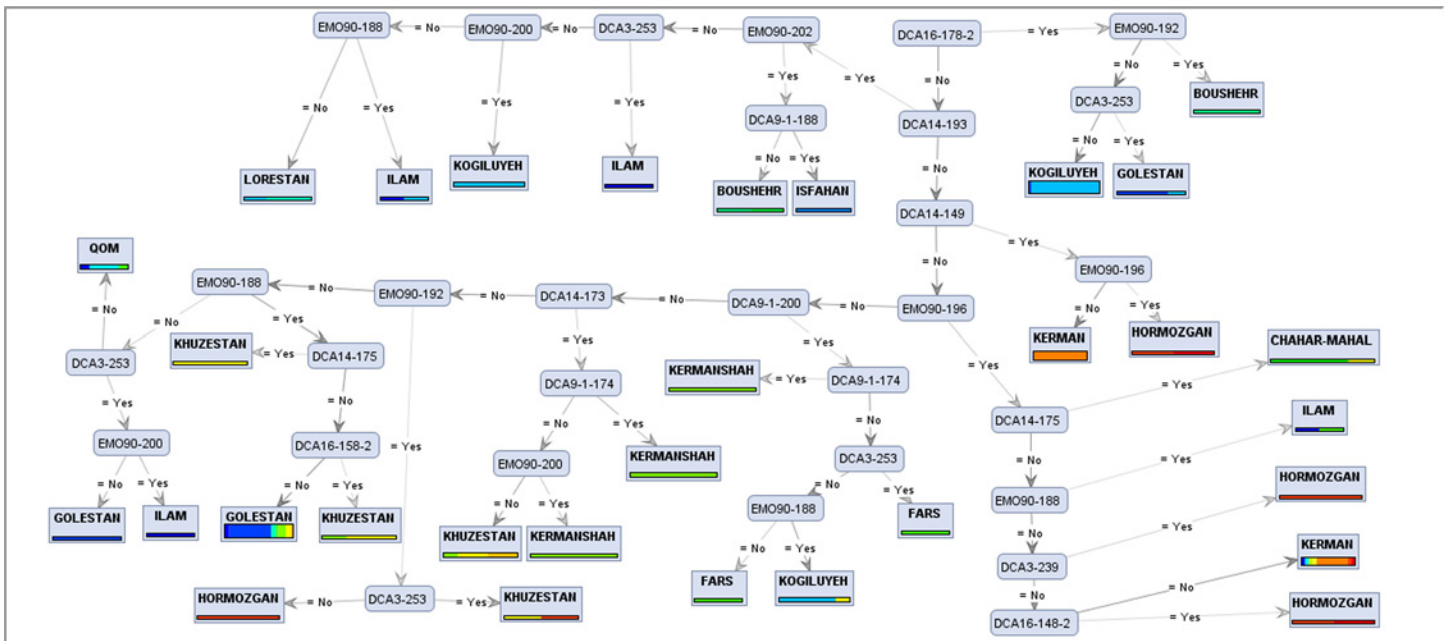 EMO90-188
= No
EMO90-200
= No
DCA3-253
= No
EMO90-202
DCA16-178-2
= Yes
EMO90-192
= No
= Yes
= Yes
= Yes
= Yes
= Yes
= No
= No
= Yes
LORESTAN
ILAM
KOGILUYEH
ILAM
DCA9-1-188
= No
= Yes
BOUSHEHR
ISFAHAN
DCA14-193
= No
DCA3-253
BOUSHEHR
= No
= Yes
KOGILUYEH
GOLESTAN
DCA14-149
= Yes
= No
EMO90-196
= No
= Yes
KERMAN
HORMOZGAN
QOM
= No
EMO90-188
= No
EMO90-192
= No
DCA14-173
= No
DCA9-1-200
= No
EMO90-196
= No
= Yes
= Yes
= Yes
= Yes
DCA3-253
KHUZESTAN
= Yes
DCA14-175
DCA9-1-174
KERMANSHAH
= Yes
DCA9-1-174
CHAHAR-MAHAL
= Yes
= Yes
= No
= No
= Yes
= No
DCA14-175
= Yes
= No
ILAM
= Yes
EMO90-200
DCA16-158-2
= Yes
EMO90-200
KERMANSHAH
DCA3-253
= No
= Yes
= No
= Yes
= No
= Yes
= No
= Yes
GOLESTAN
ILAM
GOLESTAN
KHUZESTAN
KHUZESTAN
KERMANSHAH
EMO90-188
FARS
= No
= Yes
FARS
KOGILUYEH
EMO90-188
= No
= Yes
HORMOZGAN
DCA3-239
= No
= No
KERMAN
HORMOZGAN
= No
DCA3-253
= Yes
KHUZESTAN
DCA16-148-2
= Yes
HORMOZGAN